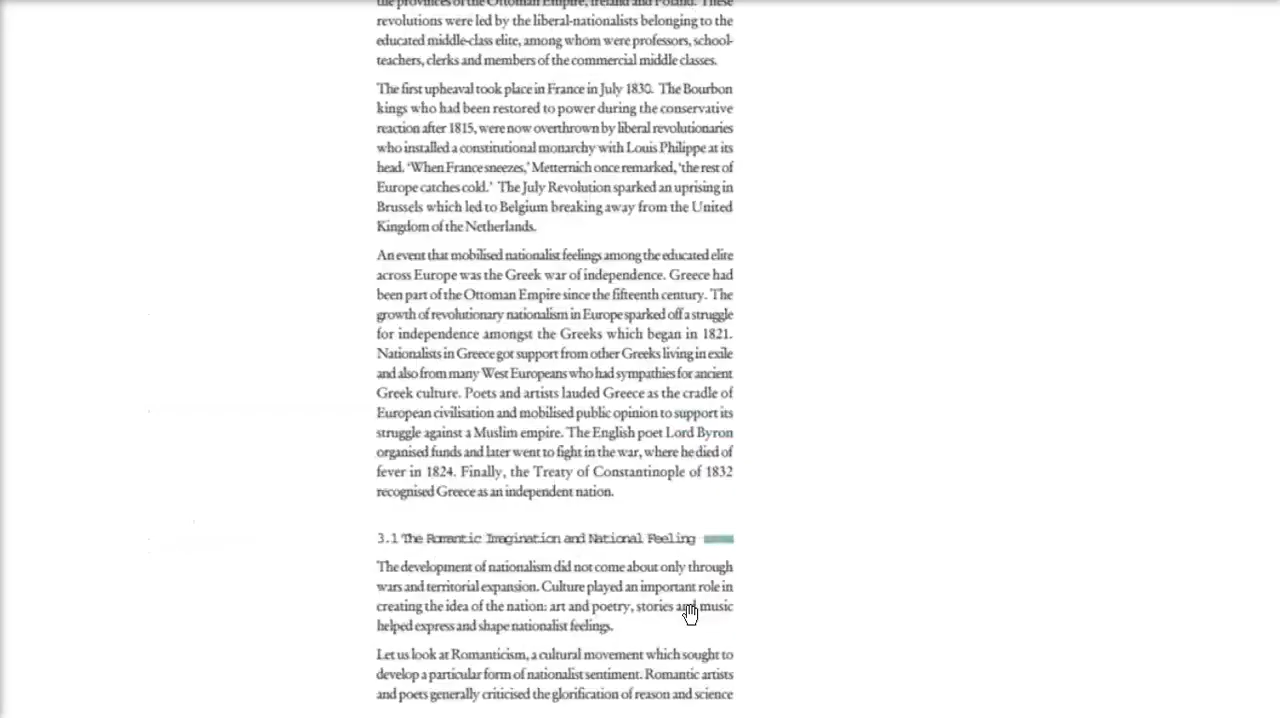 the provinces of the Ottoman Empire, Ireland and Poland. These
revolutions were led by the liberal-nationalists belonging to the
educated middle-class elite, among whom were professors, school-
teachers, clerks and members of the commercial middle classes.
The first upheaval took place in France in July 1830. The Bourbon
kings who had been restored to power during the conservative
reaction after 1815, were now overthrown by liberal revolutionaries
who installed a constitutional monarchy with Louis Philippe at its
head. 'When France sneezes,' Metternich once remarked, 'the rest of
Europe catches cold.' The July Revolution sparked an uprising in
Brussels which led to Belgium breaking away from the United
Kingdom of the Netherlands.
An event that mobilised nationalist feelings among the educated elite
across Europe was the Greek war of independence. Greece had
been part of the Ottoman Empire since the fifteenth century. The
growth of revolutionary nationalism in Europe sparked off a struggle
for independence amongst the Greeks which began in 1821.
Nationalists in Greece got support from other Greeks living in exile
and also from many West Europeans who had sympathies for ancient
Greek culture. Poets and artists lauded Greece as the cradle of
European civilisation and mobilised public opinion to support its
struggle against a Muslim empire. The English poet Lord Byron
organised funds and later went to fight in the war, where he died of
fever in 1824. Finally, the Treaty of Constantinople of 1832
recognised Greece as an independent nation.
3.1 The Romantic Imagination and National Feeling
The development of nationalism did not come about only through
wars and territorial expansion. Culture played an important role in
creating the idea of the nation: art and poetry, stories and music
helped express and shape nationalist feelings.
Let us look at Romanticism, a cultural movement which sought to
develop a particular form of nationalist sentiment. Romantic artists
and poets generally criticised the glorification of reason and science